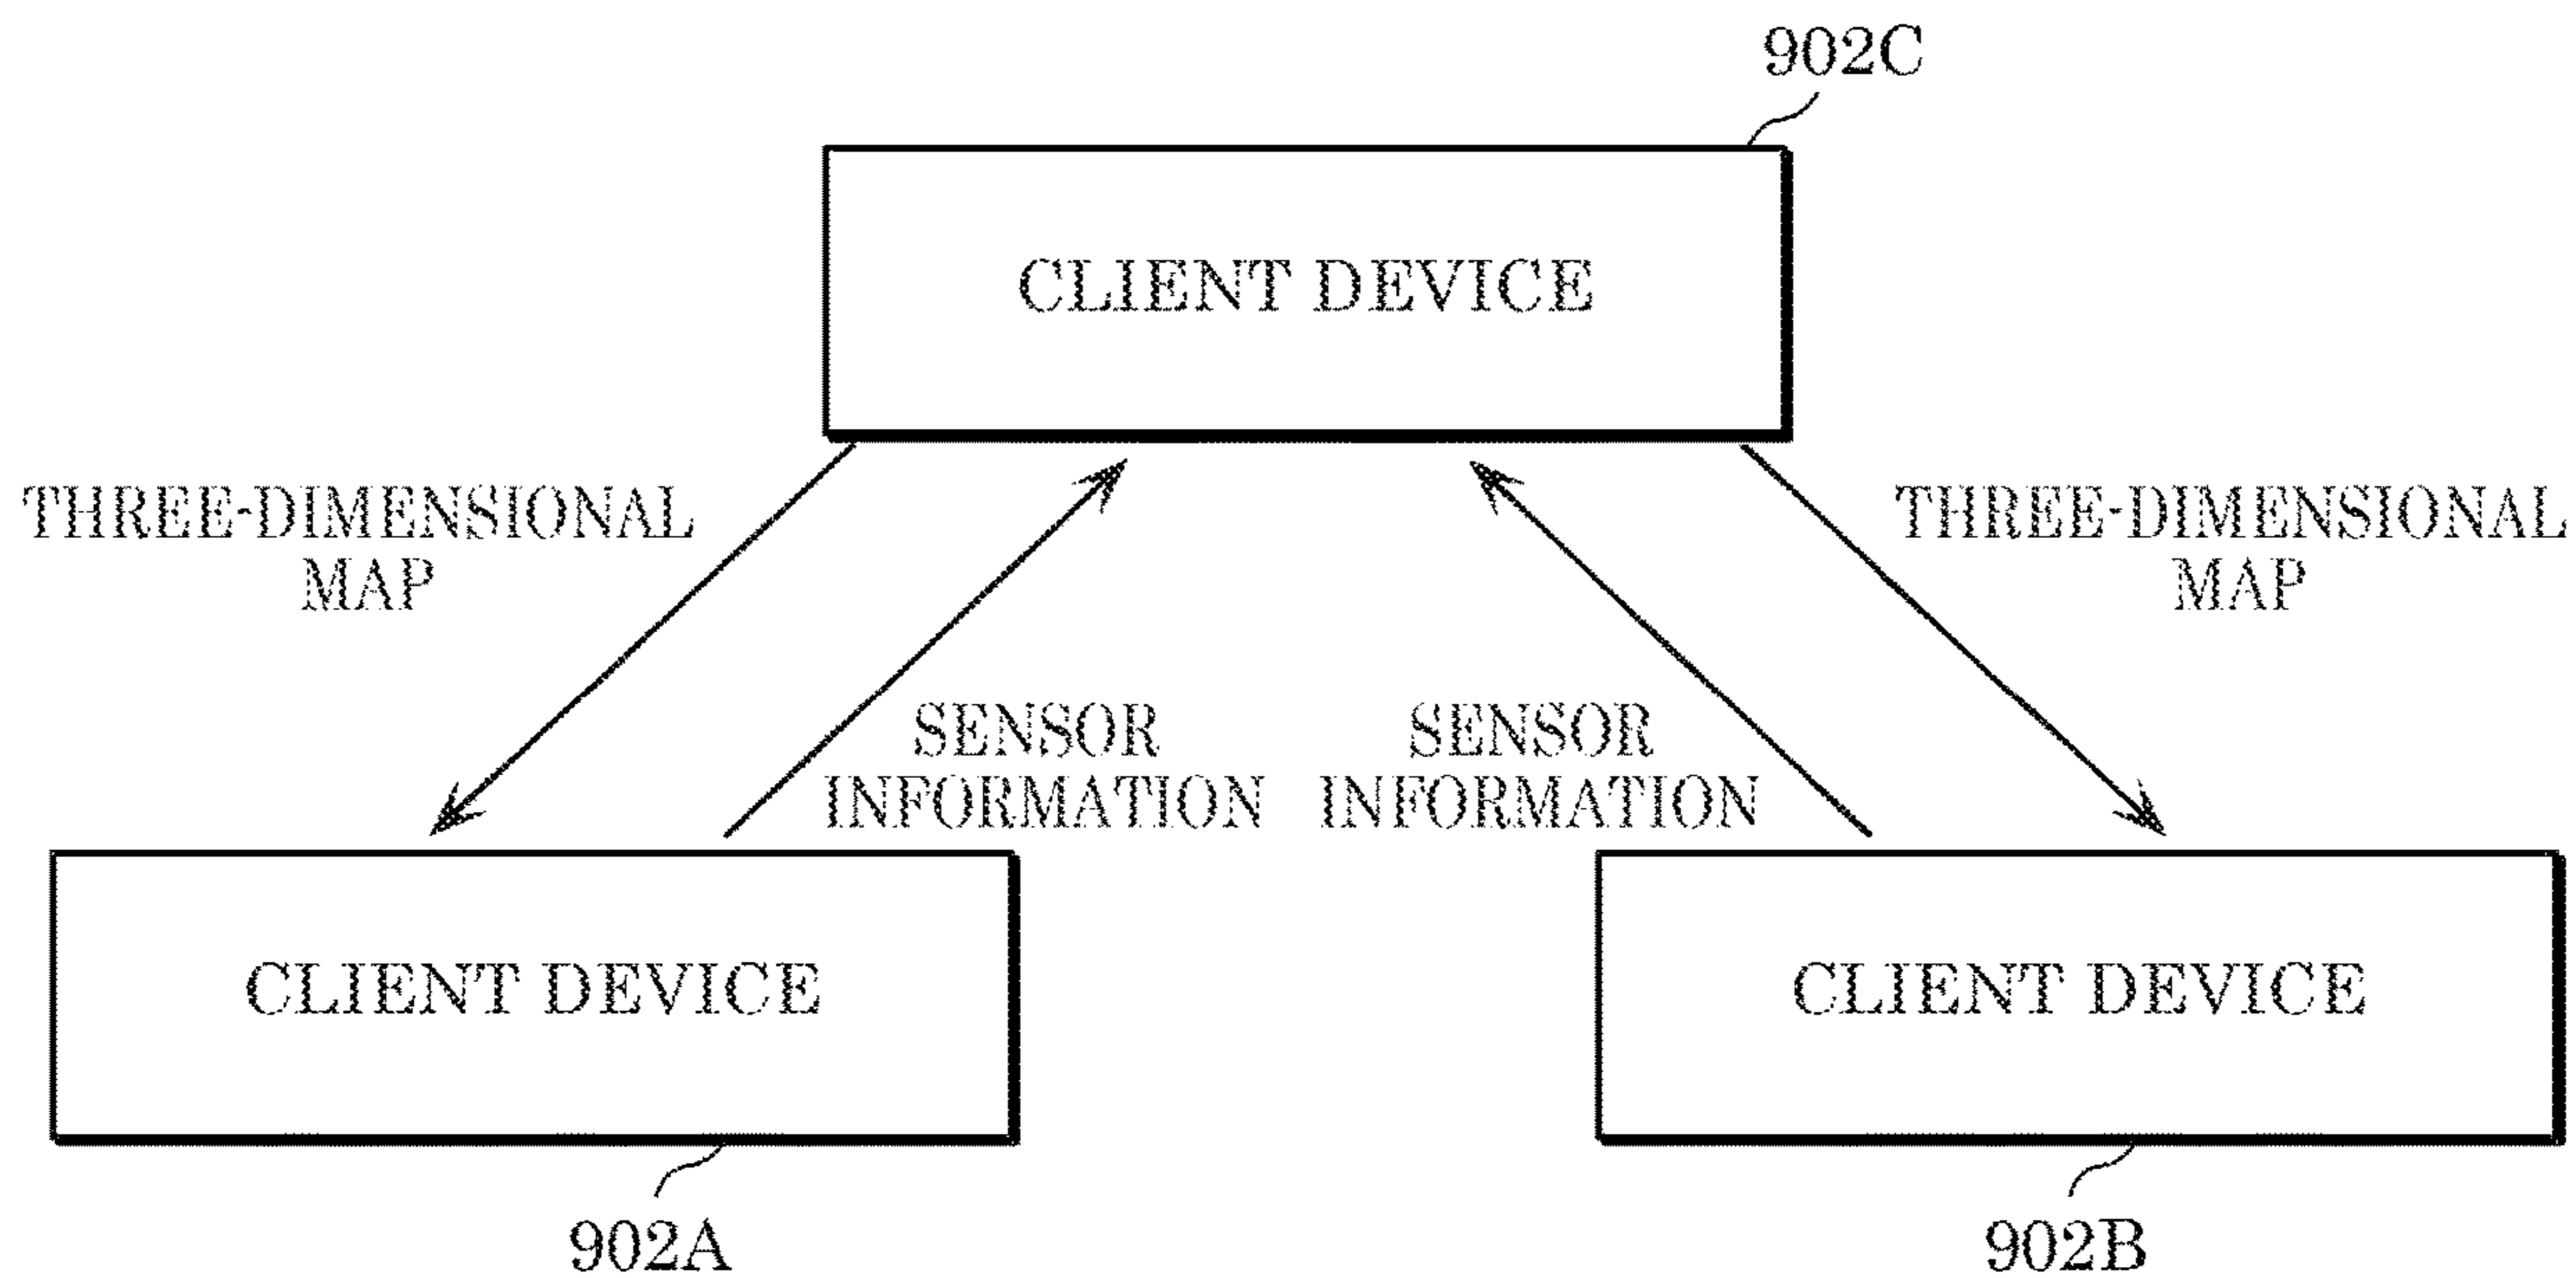 902C
CLIENT DEVICE
THREE-DIMENSIONAL
MAP
THREE-DIMENSIONAL
MAP
SENSOR
INFORMATION
SENSOR
INFORMATION
CLIENT DEVICE
CLIENT DEVICE
902A
902B